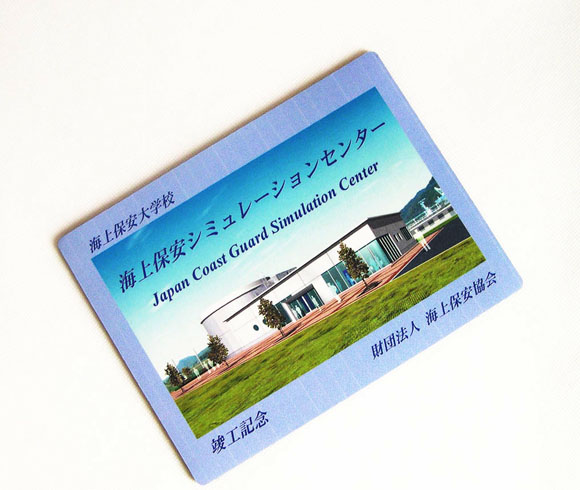 海上保安大学校
海上保安シミュレーションセンター
Japan Coast Guard Simulation Center
財団法人 海上保安協会
竣工記念